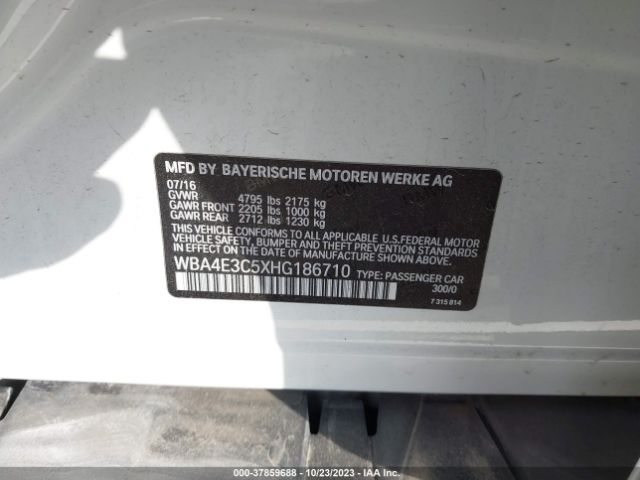 MFD BY BAYERISCHE MOTOREN WERKE AG
07/16
GVWR 4795 lbs 2175 kg
GAWR FRONT 2205 lbs 1000 kg
GAWR REAR 2712 lbs 1230 kg
THIS VEHICLE CONFORMS TO ALL APPLICABLE U.S.FEDERAL MOTOR
VEHICLE SAFETY, BUMPER, AND THEFT PREVENTION STANDARDS
IN EFFECT ON THE DATE OF MANUFACTURE SHOWN ABOVE.
WBA4E3C5XHG186710 TYPE: PASSENGER CAR
300/0
7 315 814
000-37859688 - 10/23/2023 - IAAI.com